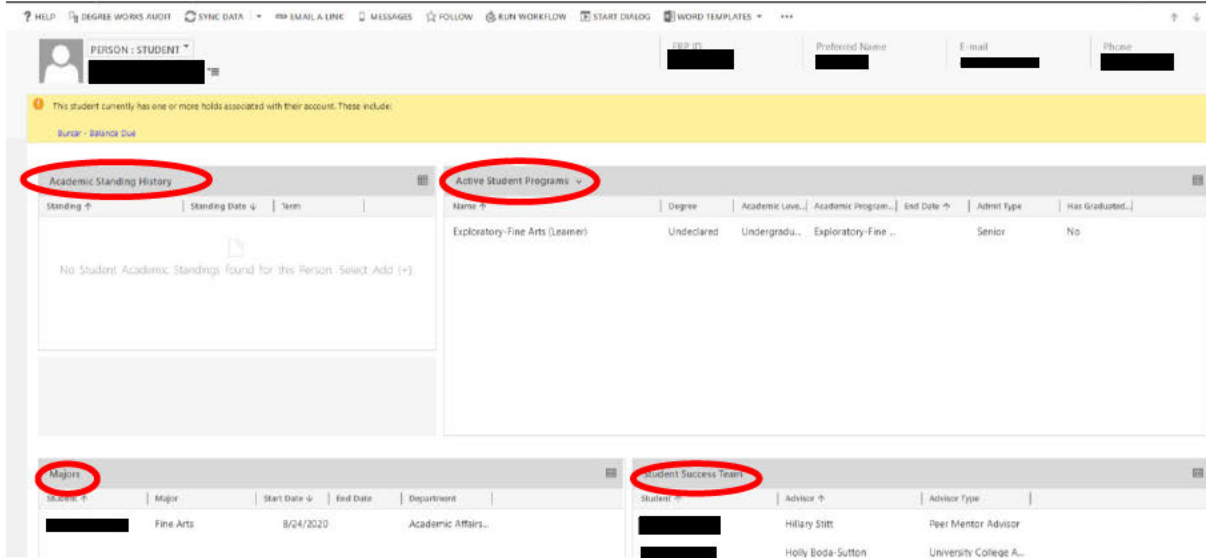 ? HELP DEGREE WORKS AUDIT SYNC DATA EMAIL A LINK MESSAGES FOLLOW RUN WORKFLOW START DIALOG WORD TEMPLATES ...
PERSON : STUDENT
ERP ID Preferred Name E-mail Phone
This student currently has one or more holds associated with their account. These include:
Bursar - Balance Due
Academic Standing History
Standing Standing Date Term
No Student Academic Standings found for this Person. Select Add (+).
Active Student Programs
Name Degree Academic Leve... Academic Program... End Date Admit Type Has Graduated...
Exploratory-Fine Arts (Learner) Undeclared Undergradu... Exploratory-Fine ... Senior No
Majors
Student Major Start Date End Date Department
Fine Arts 8/24/2020 Academic Affairs...
Student Success Team
Student Advisor Advisor Type
Hillary Stitt Peer Mentor Advisor
Holly Boda-Sutton University College A...